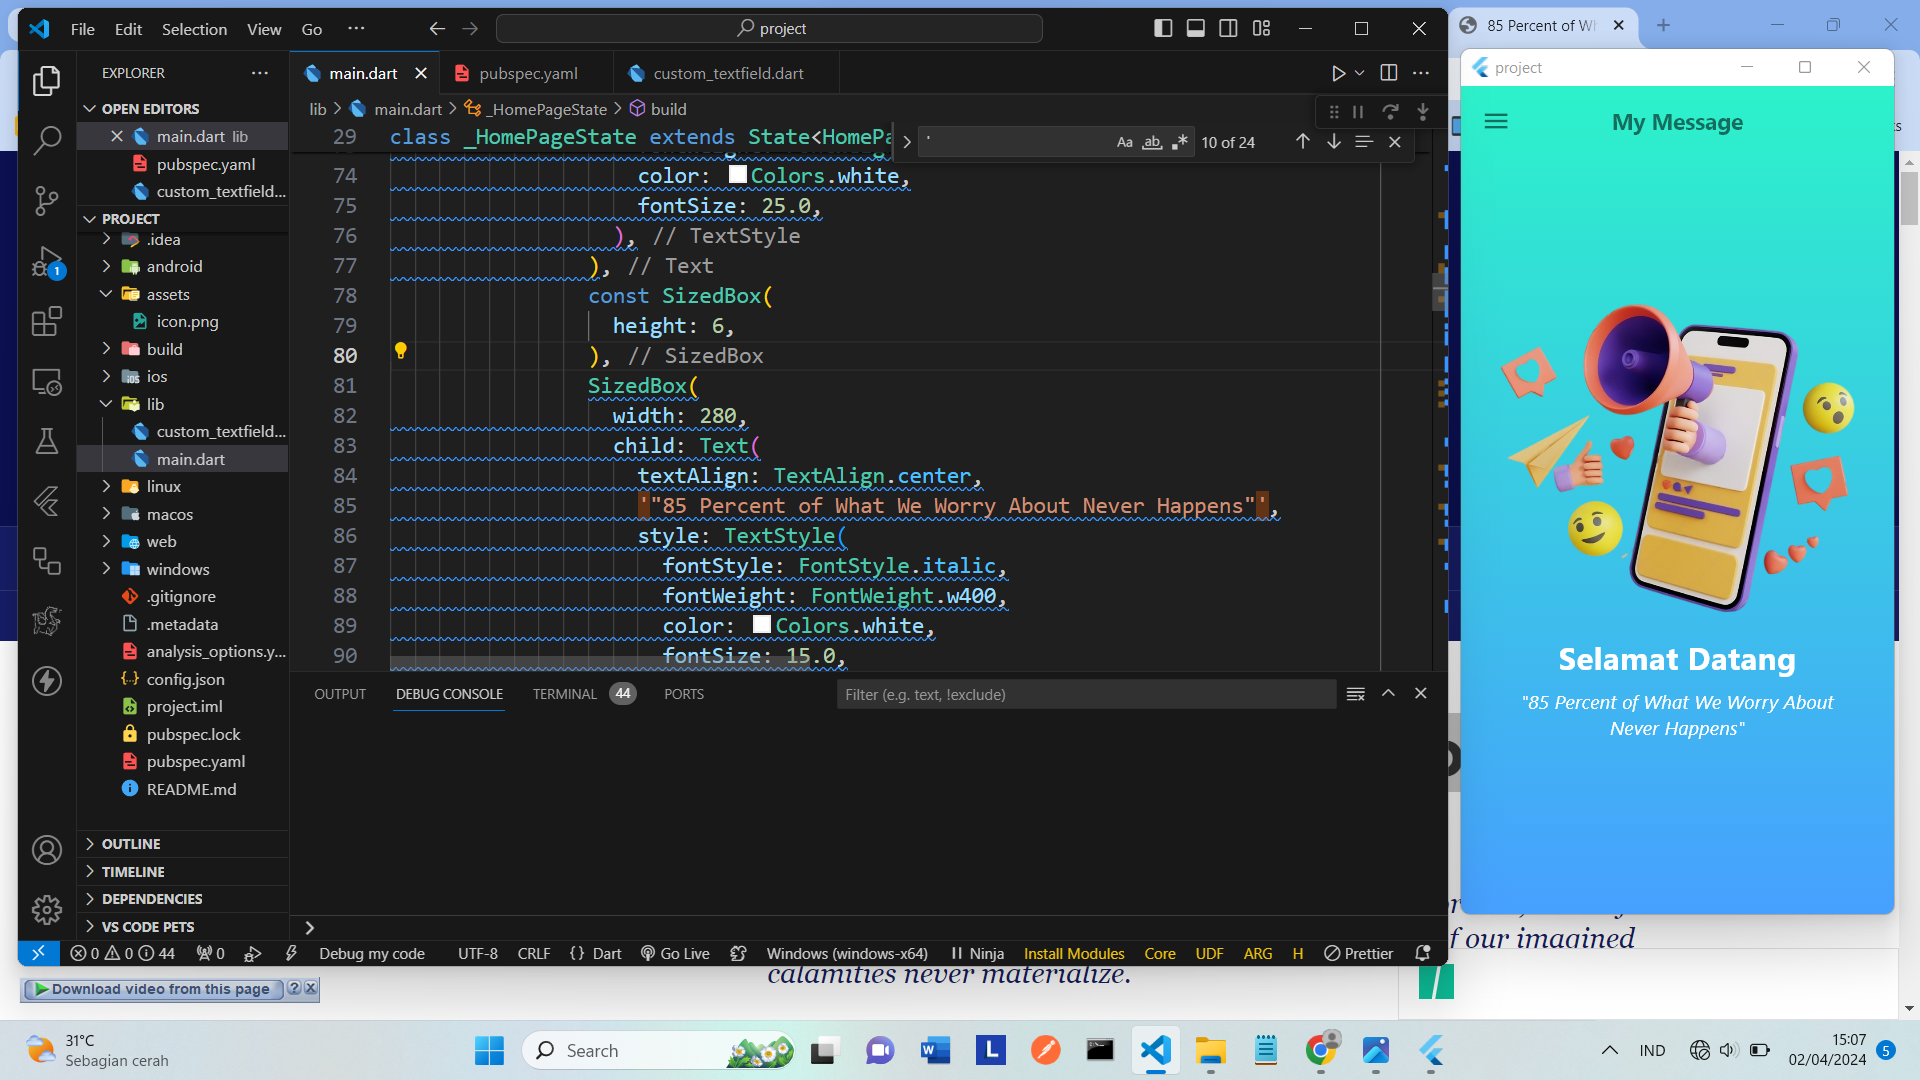 File Edit Selection View Go ...
project
EXPLORER
OPEN EDITORS
main.dart lib
pubspec.yaml
custom_textfield...
PROJECT
.idea
android
assets
icon.png
build
ios
lib
custom_textfield...
main.dart
linux
macos
web
windows
.gitignore
.metadata
analysis_options.y...
config.json
project.iml
pubspec.lock
pubspec.yaml
README.md
OUTLINE
TIMELINE
DEPENDENCIES
VS CODE PETS
main.dart
pubspec.yaml
custom_textfield.dart
lib > main.dart > _HomePageState > build
29 class _HomePageState extends State<HomePa
' Aa ab 10 of 24
74 color: Colors.white,
75 fontSize: 25.0,
76 ), // TextStyle
77 ), // Text
78 const SizedBox(
79 height: 6,
80 ), // SizedBox
81 SizedBox(
82 width: 280,
83 child: Text(
84 textAlign: TextAlign.center,
85 '"85 Percent of What We Worry About Never Happens"',
86 style: TextStyle(
87 fontStyle: FontStyle.italic,
88 fontWeight: FontWeight.w400,
89 color: Colors.white,
90 fontSize: 15.0,
OUTPUT DEBUG CONSOLE TERMINAL 44 PORTS
Filter (e.g. text, !exclude)
0 0 44 0 Debug my code UTF-8 CRLF {} Dart Go Live Windows (windows-x64) Ninja Install Modules Core UDF ARG H Prettier
85 Percent of Wh
project
My Message
Selamat Datang
"85 Percent of What We Worry About
Never Happens"
f our imagined
calamities never materialize.
Download video from this page ? X
31°C
Sebagian cerah
Search
IND
15:07
02/04/2024
5